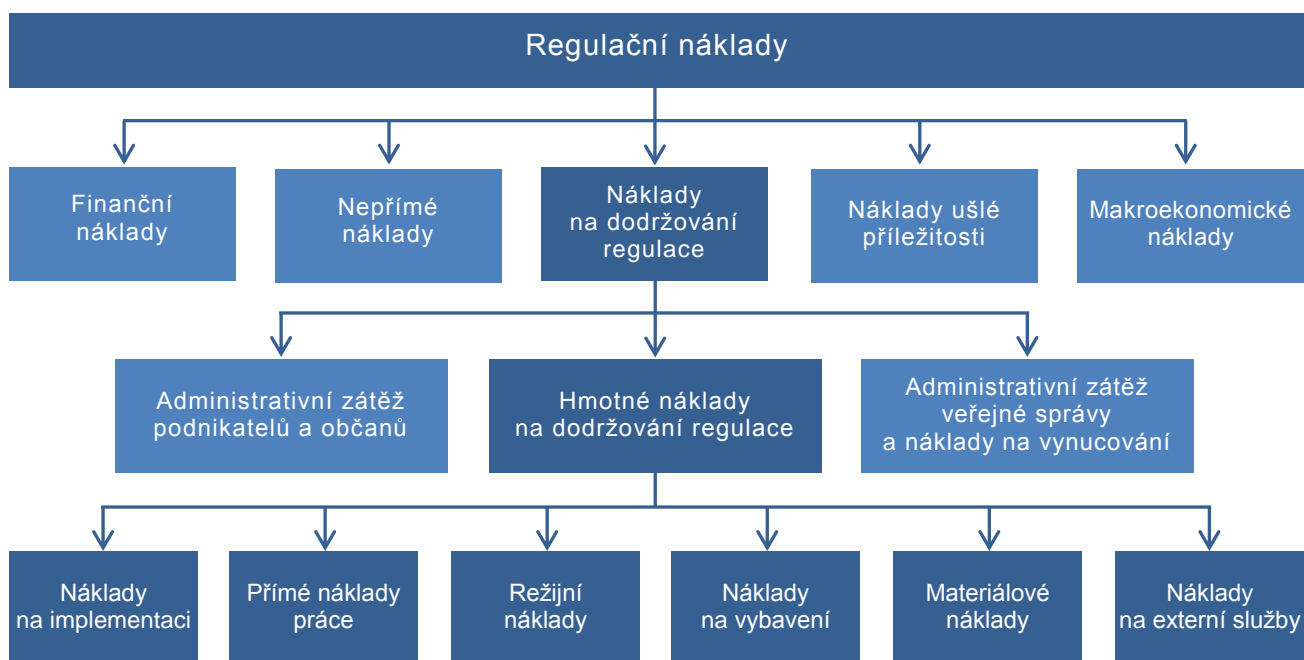 Regulační náklady
Finanční
náklady
Nepřímé
náklady
Náklady
na dodržování
regulace
Náklady ušlé
příležitosti
Makroekonomické
náklady
Administrativní zátěž
podnikatelů a občanů
Hmotné náklady
na dodržování regulace
Administrativní zátěž
veřejné správy
a náklady na vynucování
Náklady
na implementaci
Přímé náklady
práce
Režijní
náklady
Náklady
na vybavení
Materiálové
náklady
Náklady
na externí služby